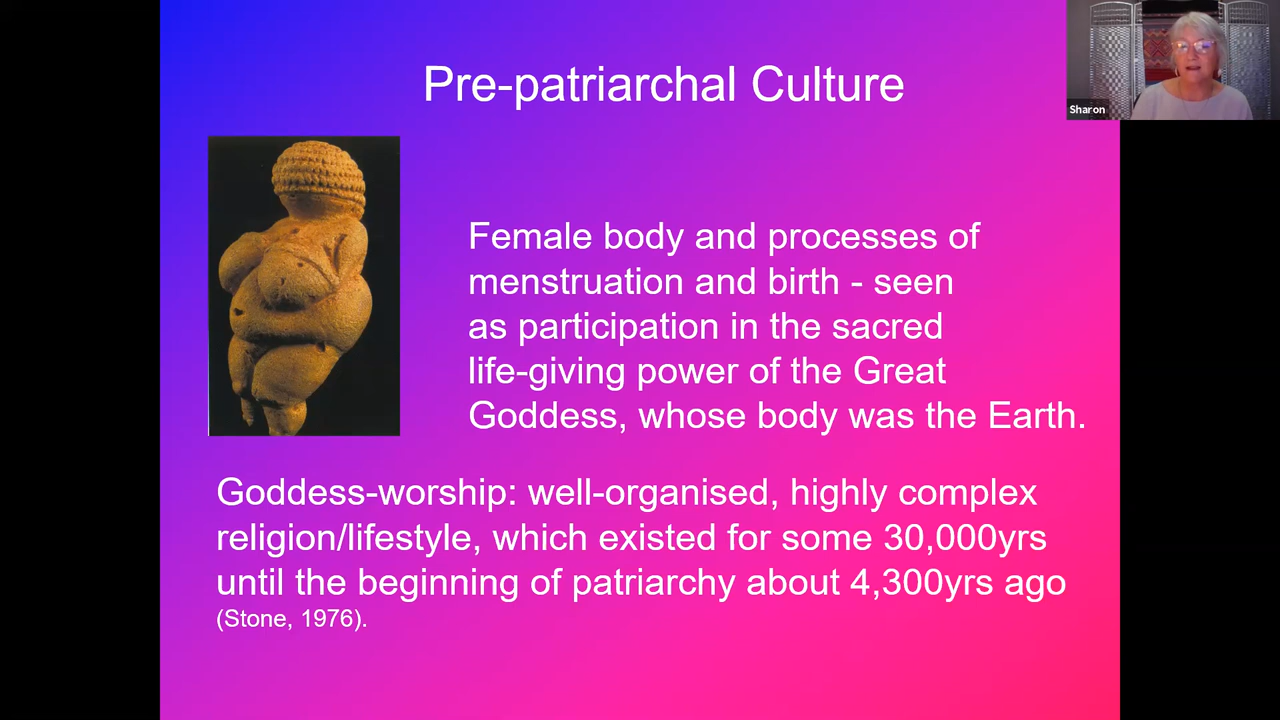 Pre-patriarchal Culture
Sharon
Female body and processes of
menstruation and birth - seen
as participation in the sacred
life-giving power of the Great
Goddess, whose body was the Earth.
Goddess-worship: well-organised, highly complex
religion/lifestyle, which existed for some 30,000yrs
until the beginning of patriarchy about 4,300yrs ago
(Stone, 1976).